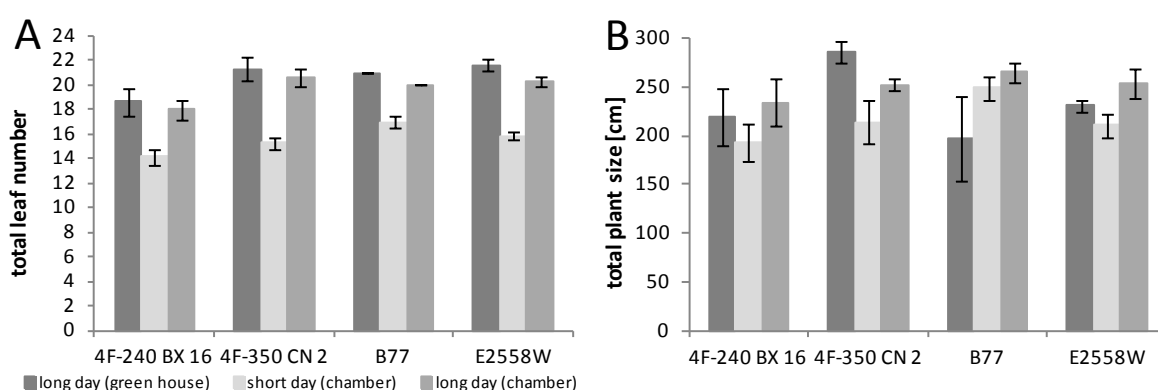 A
total leaf number
24
22
20
18
16
14
12
10
8
6
4
2
0
4F-240 BX 16 4F-350 CN 2 B77 E2558W
long day (green house) short day (chamber) long day (chamber)
B
total plant size [cm]
300
250
200
150
100
50
0
4F-240 BX 16 4F-350 CN 2 B77 E2558W